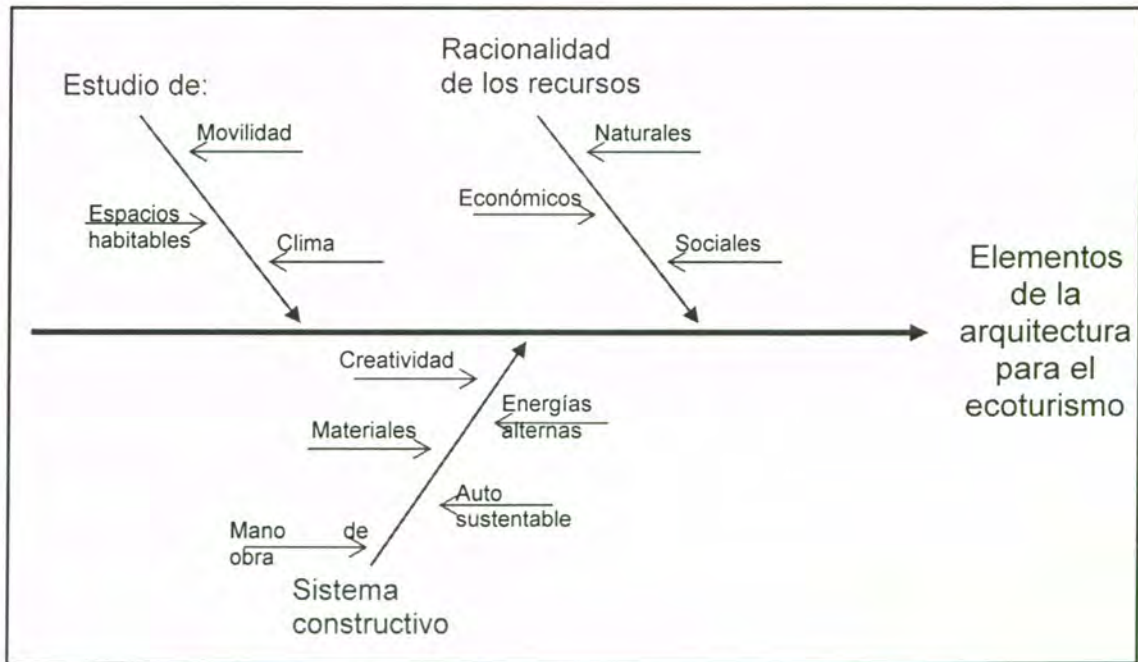 Estudio de:
Movilidad
Espacios
habitables
Clima
Racionalidad
de los recursos
Naturales
Económicos
Sociales
Creatividad
Energías
alternas
Materiales
Auto
sustentable
Mano de
obra
Sistema
constructivo
Elementos
de la
arquitectura
para el
ecoturismo